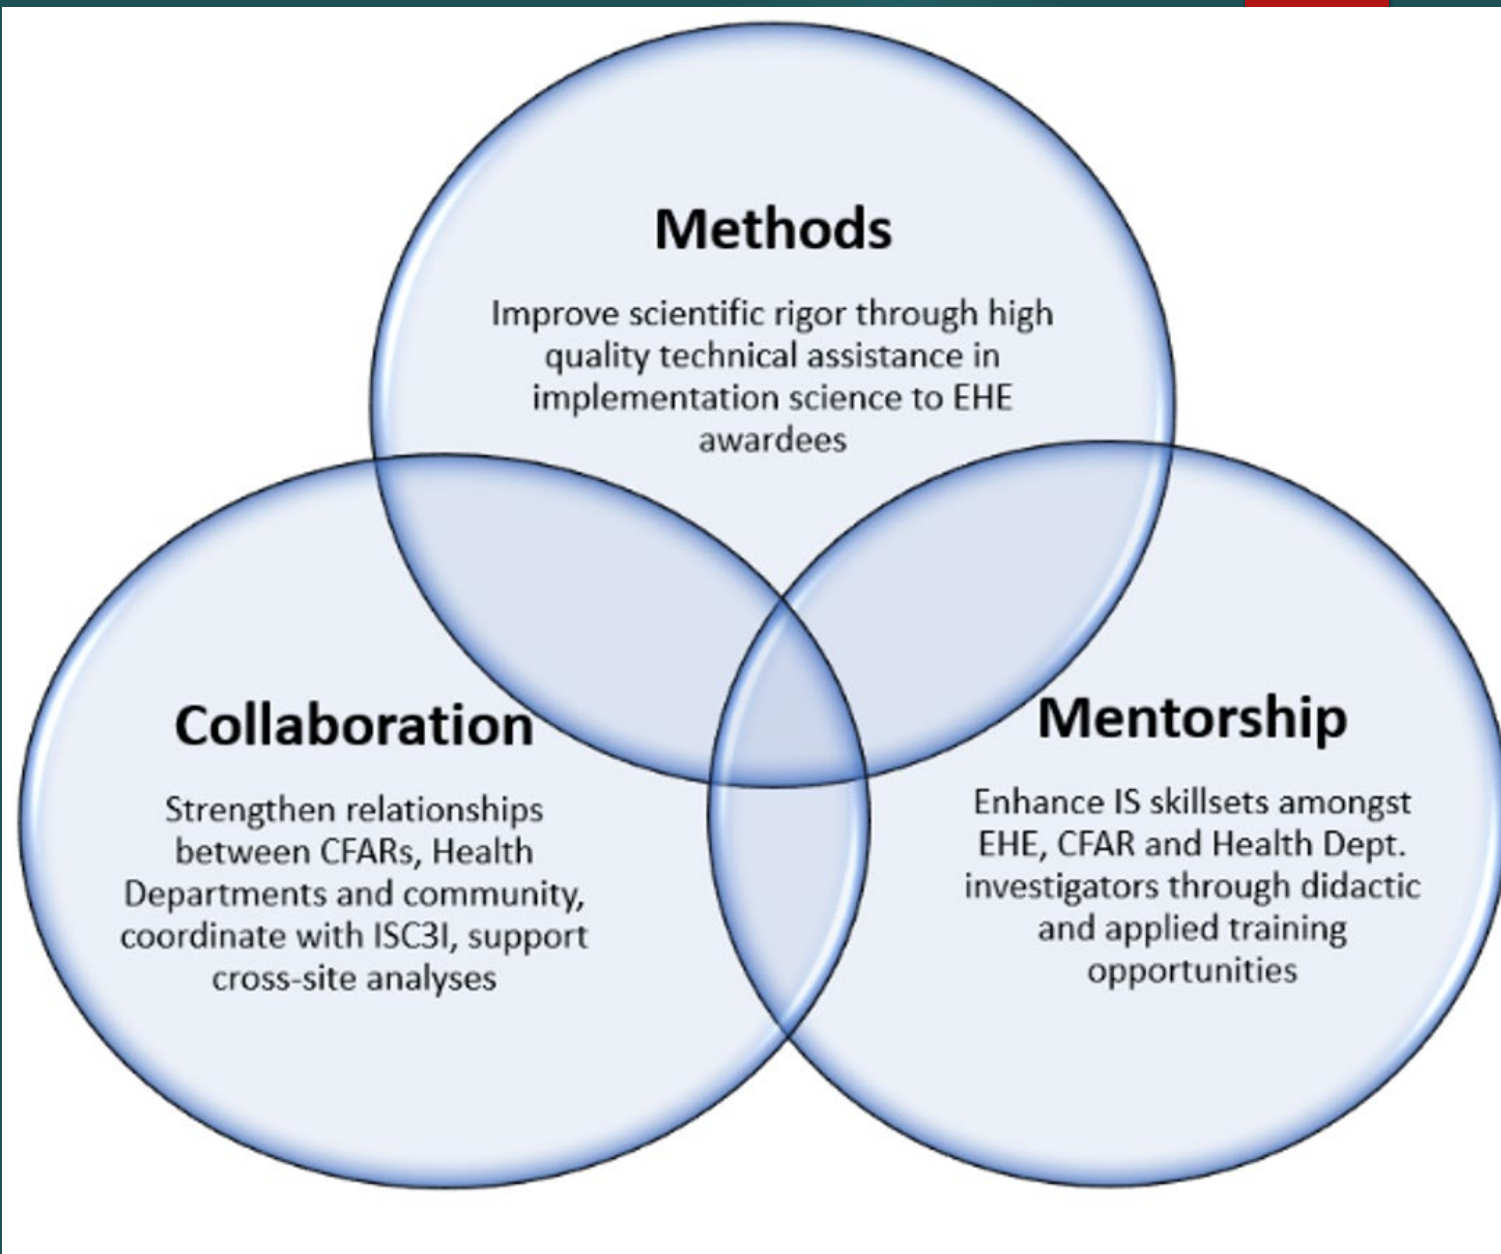 Methods
Improve scientific rigor through high
quality technical assistance in
implementation science to EHE
awardees
Collaboration
Strengthen relationships
between CFARs, Health
Departments and community,
coordinate with ISC3I, support
cross-site analyses
Mentorship
Enhance IS skillsets amongst
EHE, CFAR and Health Dept.
investigators through didactic
and applied training
opportunities